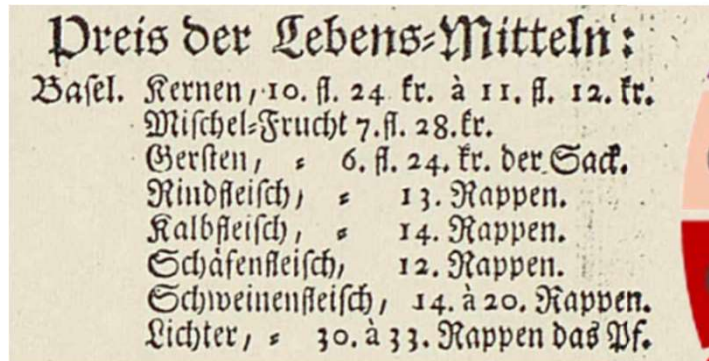 Preis der Lebens⸗Mitteln:
Basel. Kernen, 10. fl. 24 kr. à 11. fl. 12. kr.
Mischel⸗Frucht 7. fl. 28. kr.
Gersten, ⸗ 6. fl. 24. kr. der Sack.
Rindfleisch, ⸗ 13. Rappen.
Kalbfleisch, ⸗ 14. Rappen.
Schäfenfleisch, 12. Rappen.
Schweinenfleisch, 14. à 20. Rappen.
Lichter, ⸗ 30. à 33. Rappen das Pf.